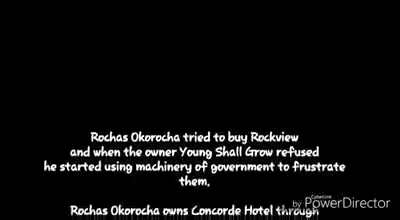 Rochas Okorocha tried to buy Rockview
and when the owner Young Shall Grow refused
he started using machinery of government to frustrate
them.
Rochas Okorocha owns Concorde Hotel through
CyberLink
by PowerDirector